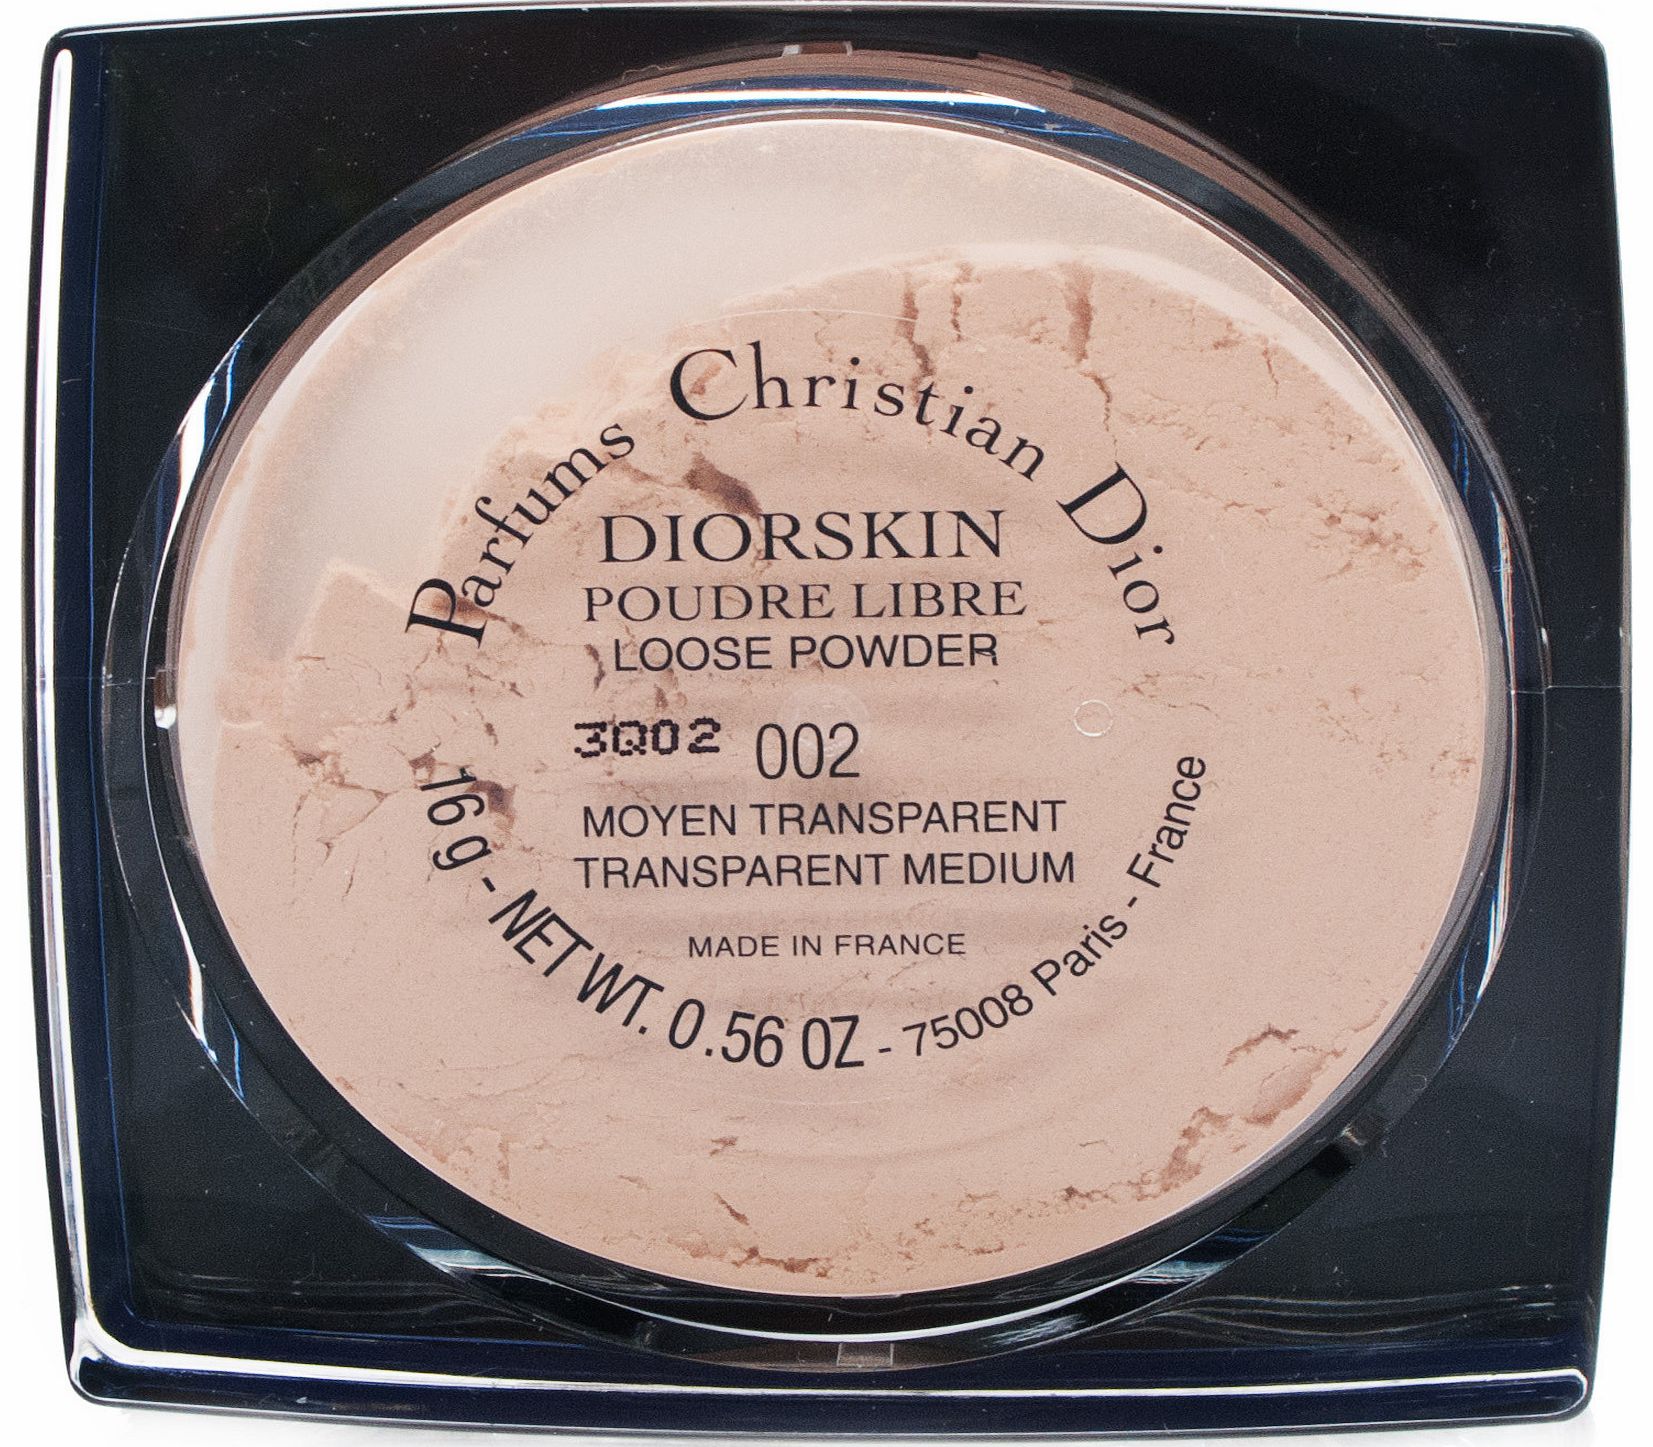 Parfums Christian Dior
DIORSKIN
POUDRE LIBRE
LOOSE POWDER
3Q02 002
MOYEN TRANSPARENT
TRANSPARENT MEDIUM
MADE IN FRANCE
16 g - NET WT. 0.56 OZ - 75008 Paris - France